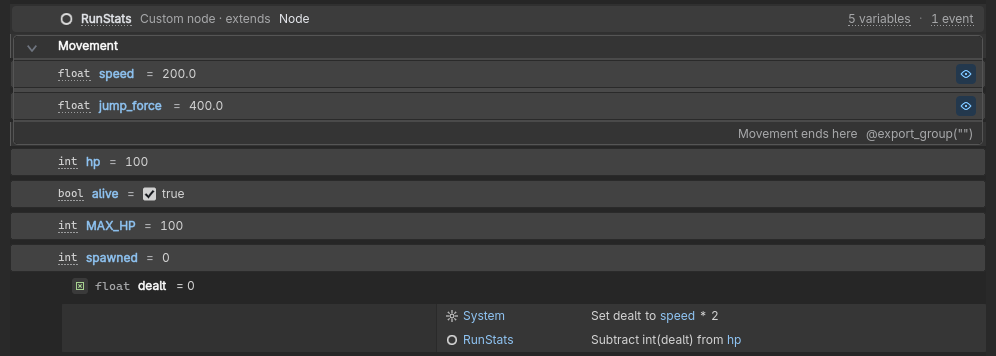 RunStats Custom node · extends Node 5 variables · 1 event
Movement
float speed = 200.0
float jump_force = 400.0
Movement ends here @export_group("")
int hp = 100
bool alive = true
int MAX_HP = 100
int spawned = 0
float dealt = 0
System Set dealt to speed * 2
RunStats Subtract int(dealt) from hp